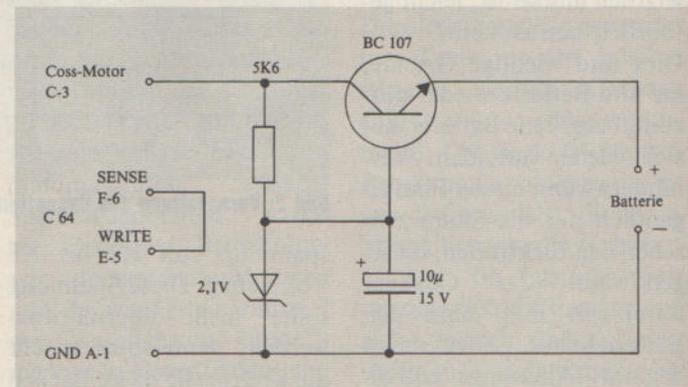 BC 107
Coss-Motor
C-3
5K6
SENSE
F-6
C 64
WRITE
E-5
+
Batterie
−
2,1V
+
10µ
15 V
GND A-1